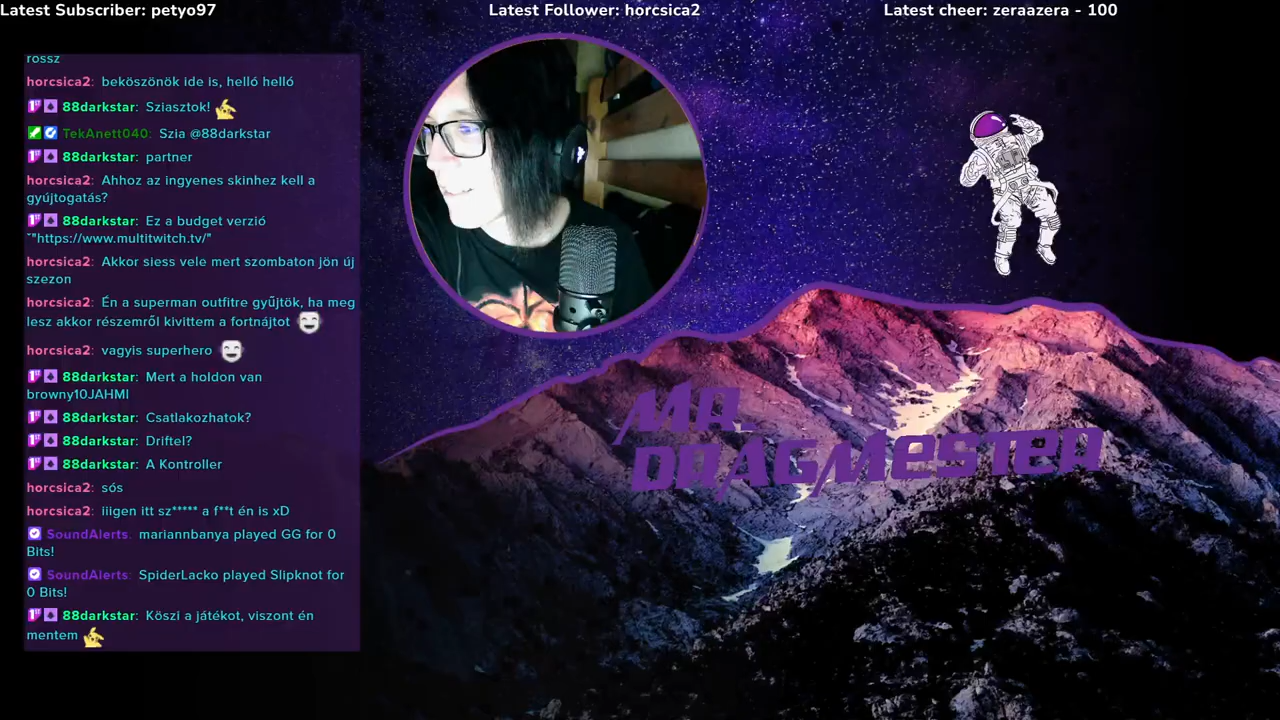 Latest Subscriber: petyo97
Latest Follower: horcsica2
Latest cheer: zeraazera - 100
rossz
horcsica2: beköszönök ide is, helló helló
88darkstar: Sziasztok!
TekAnett040: Szia @88darkstar
88darkstar: partner
horcsica2: Ahhoz az ingyenes skinhez kell a
gyújtogatás?
88darkstar: Ez a budget verzió
˜"https://www.multitwitch.tv/"
horcsica2: Akkor siess vele mert szombaton jön új
szezon
horcsica2: Én a superman outfitre gyűjtök, ha meg
lesz akkor részemről kivittem a fortnájtot
horcsica2: vagyis superhero
88darkstar: Mert a holdon van
browny10JAHMI
88darkstar: Csatlakozhatok?
88darkstar: Driftel?
88darkstar: A Kontroller
horcsica2: sós
horcsica2: iiigen itt sz***** a f**t én is xD
SoundAlerts: mariannbanya played GG for 0
Bits!
SoundAlerts: SpiderLacko played Slipknot for
0 Bits!
88darkstar: Köszi a játékot, viszont én
mentem
MR.
DRAGMESTER